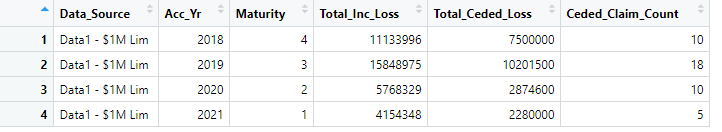 Data_Source Acc_Yr Maturity Total_Inc_Loss Total_Ceded_Loss Ceded_Claim_Count
1 Data1 - $1M Lim 2018 4 11133996 7500000 10
2 Data1 - $1M Lim 2019 3 15848975 10201500 18
3 Data1 - $1M Lim 2020 2 5768329 2874600 10
4 Data1 - $1M Lim 2021 1 4154348 2280000 5